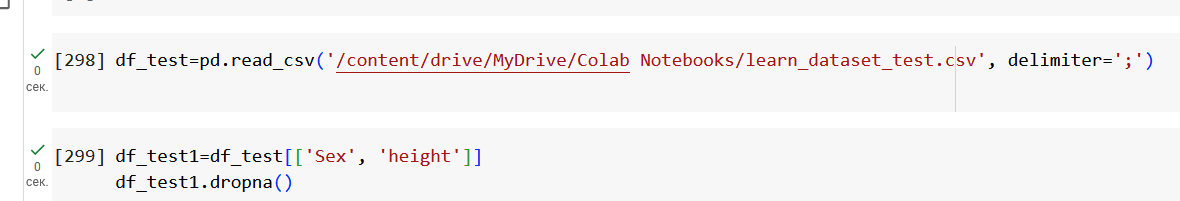 [298] df_test=pd.read_csv('/content/drive/MyDrive/Colab Notebooks/learn_dataset_test.csv', delimiter=';')
0
сек.
[299] df_test1=df_test[['Sex', 'height']]
0
df_test1.dropna()
сек.